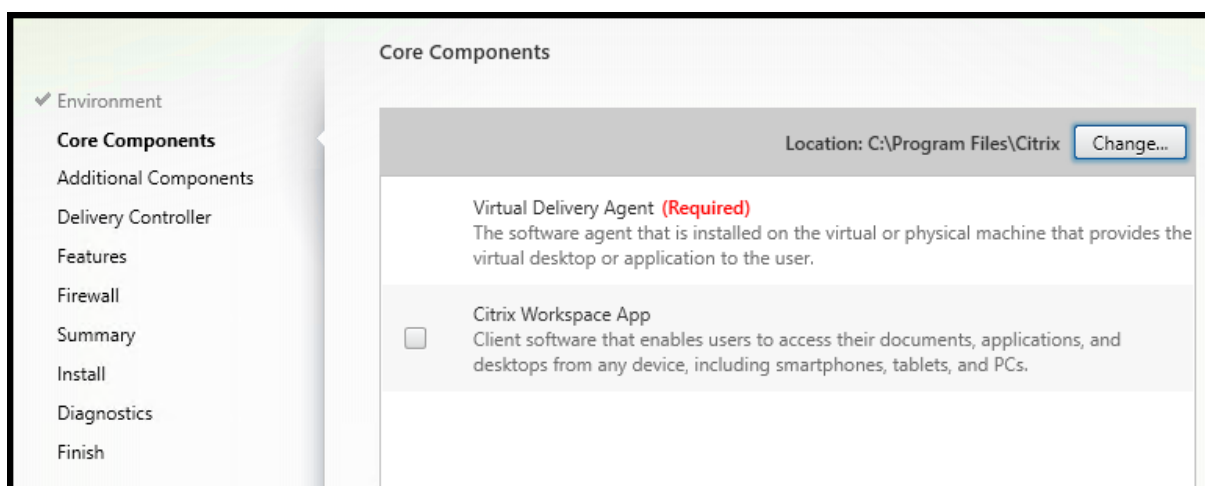 Core Components
Environment
Core Components
Additional Components
Delivery Controller
Features
Firewall
Summary
Install
Diagnostics
Finish
Location: C:\Program Files\Citrix Change...
Virtual Delivery Agent (Required)
The software agent that is installed on the virtual or physical machine that provides the
virtual desktop or application to the user.
Citrix Workspace App
Client software that enables users to access their documents, applications, and
desktops from any device, including smartphones, tablets, and PCs.